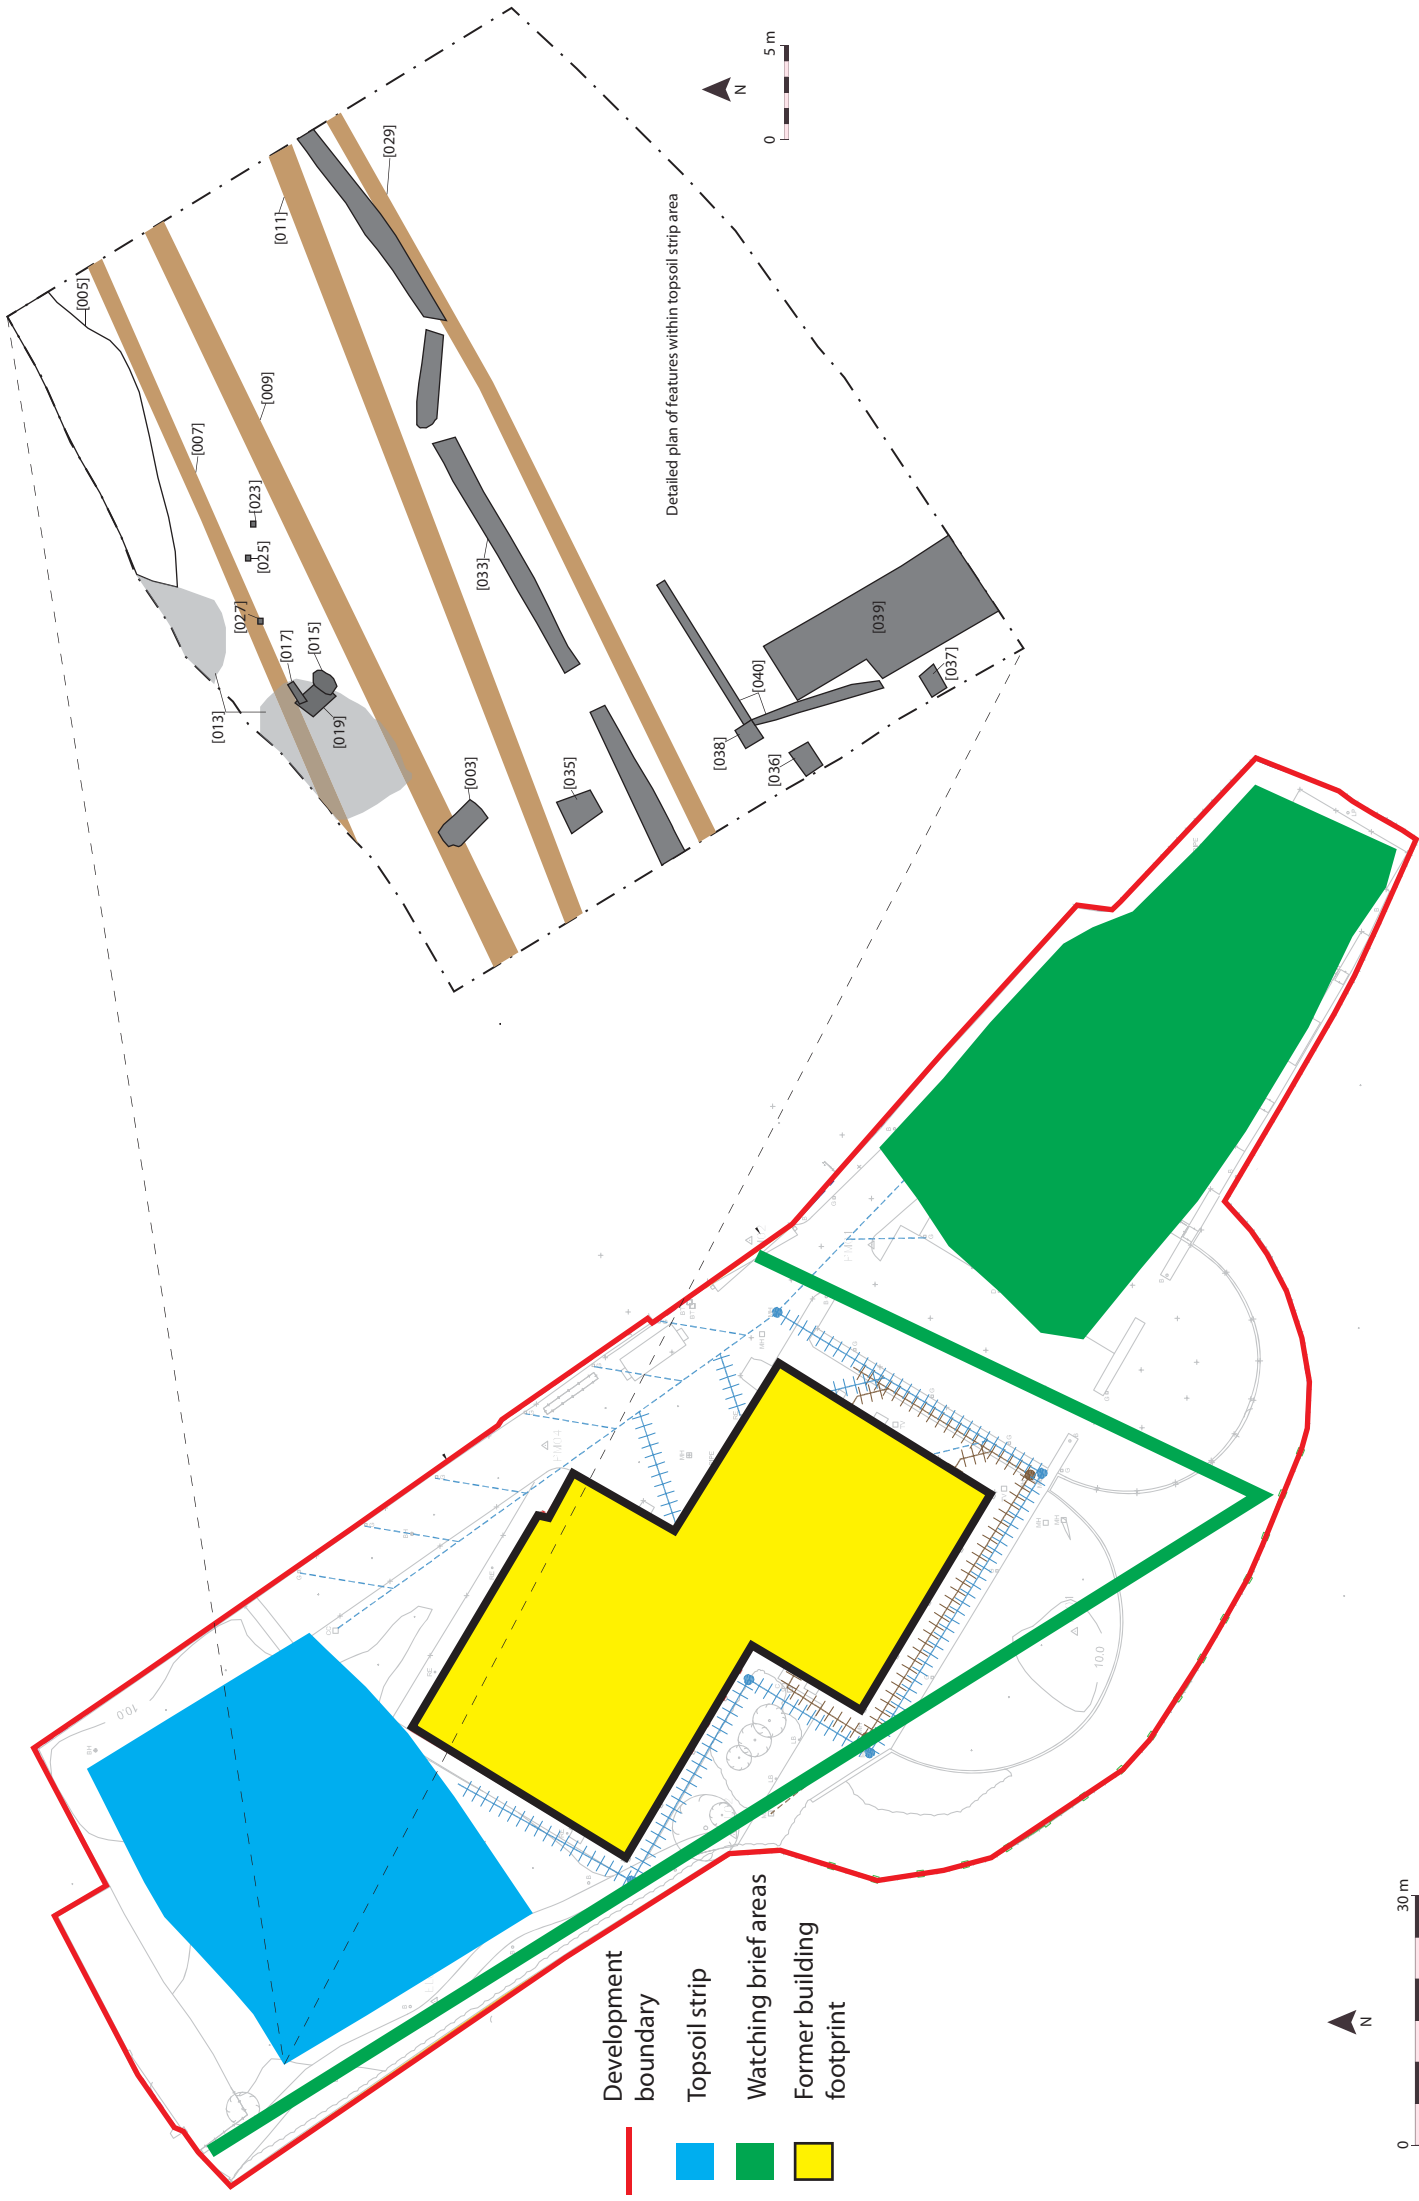 [005]
[007]
[009]
[011]
[029]
[023]
[025]
[027]
[017]
[015]
[013]
[019]
[003]
[033]
[035]
[038]
[036]
[040]
[039]
[037]
Detailed plan of features within topsoil strip area
N
0 5 m
Development
boundary
Topsoil strip
Watching brief areas
Former building
footprint
10.0
10.0
N
0 30 m